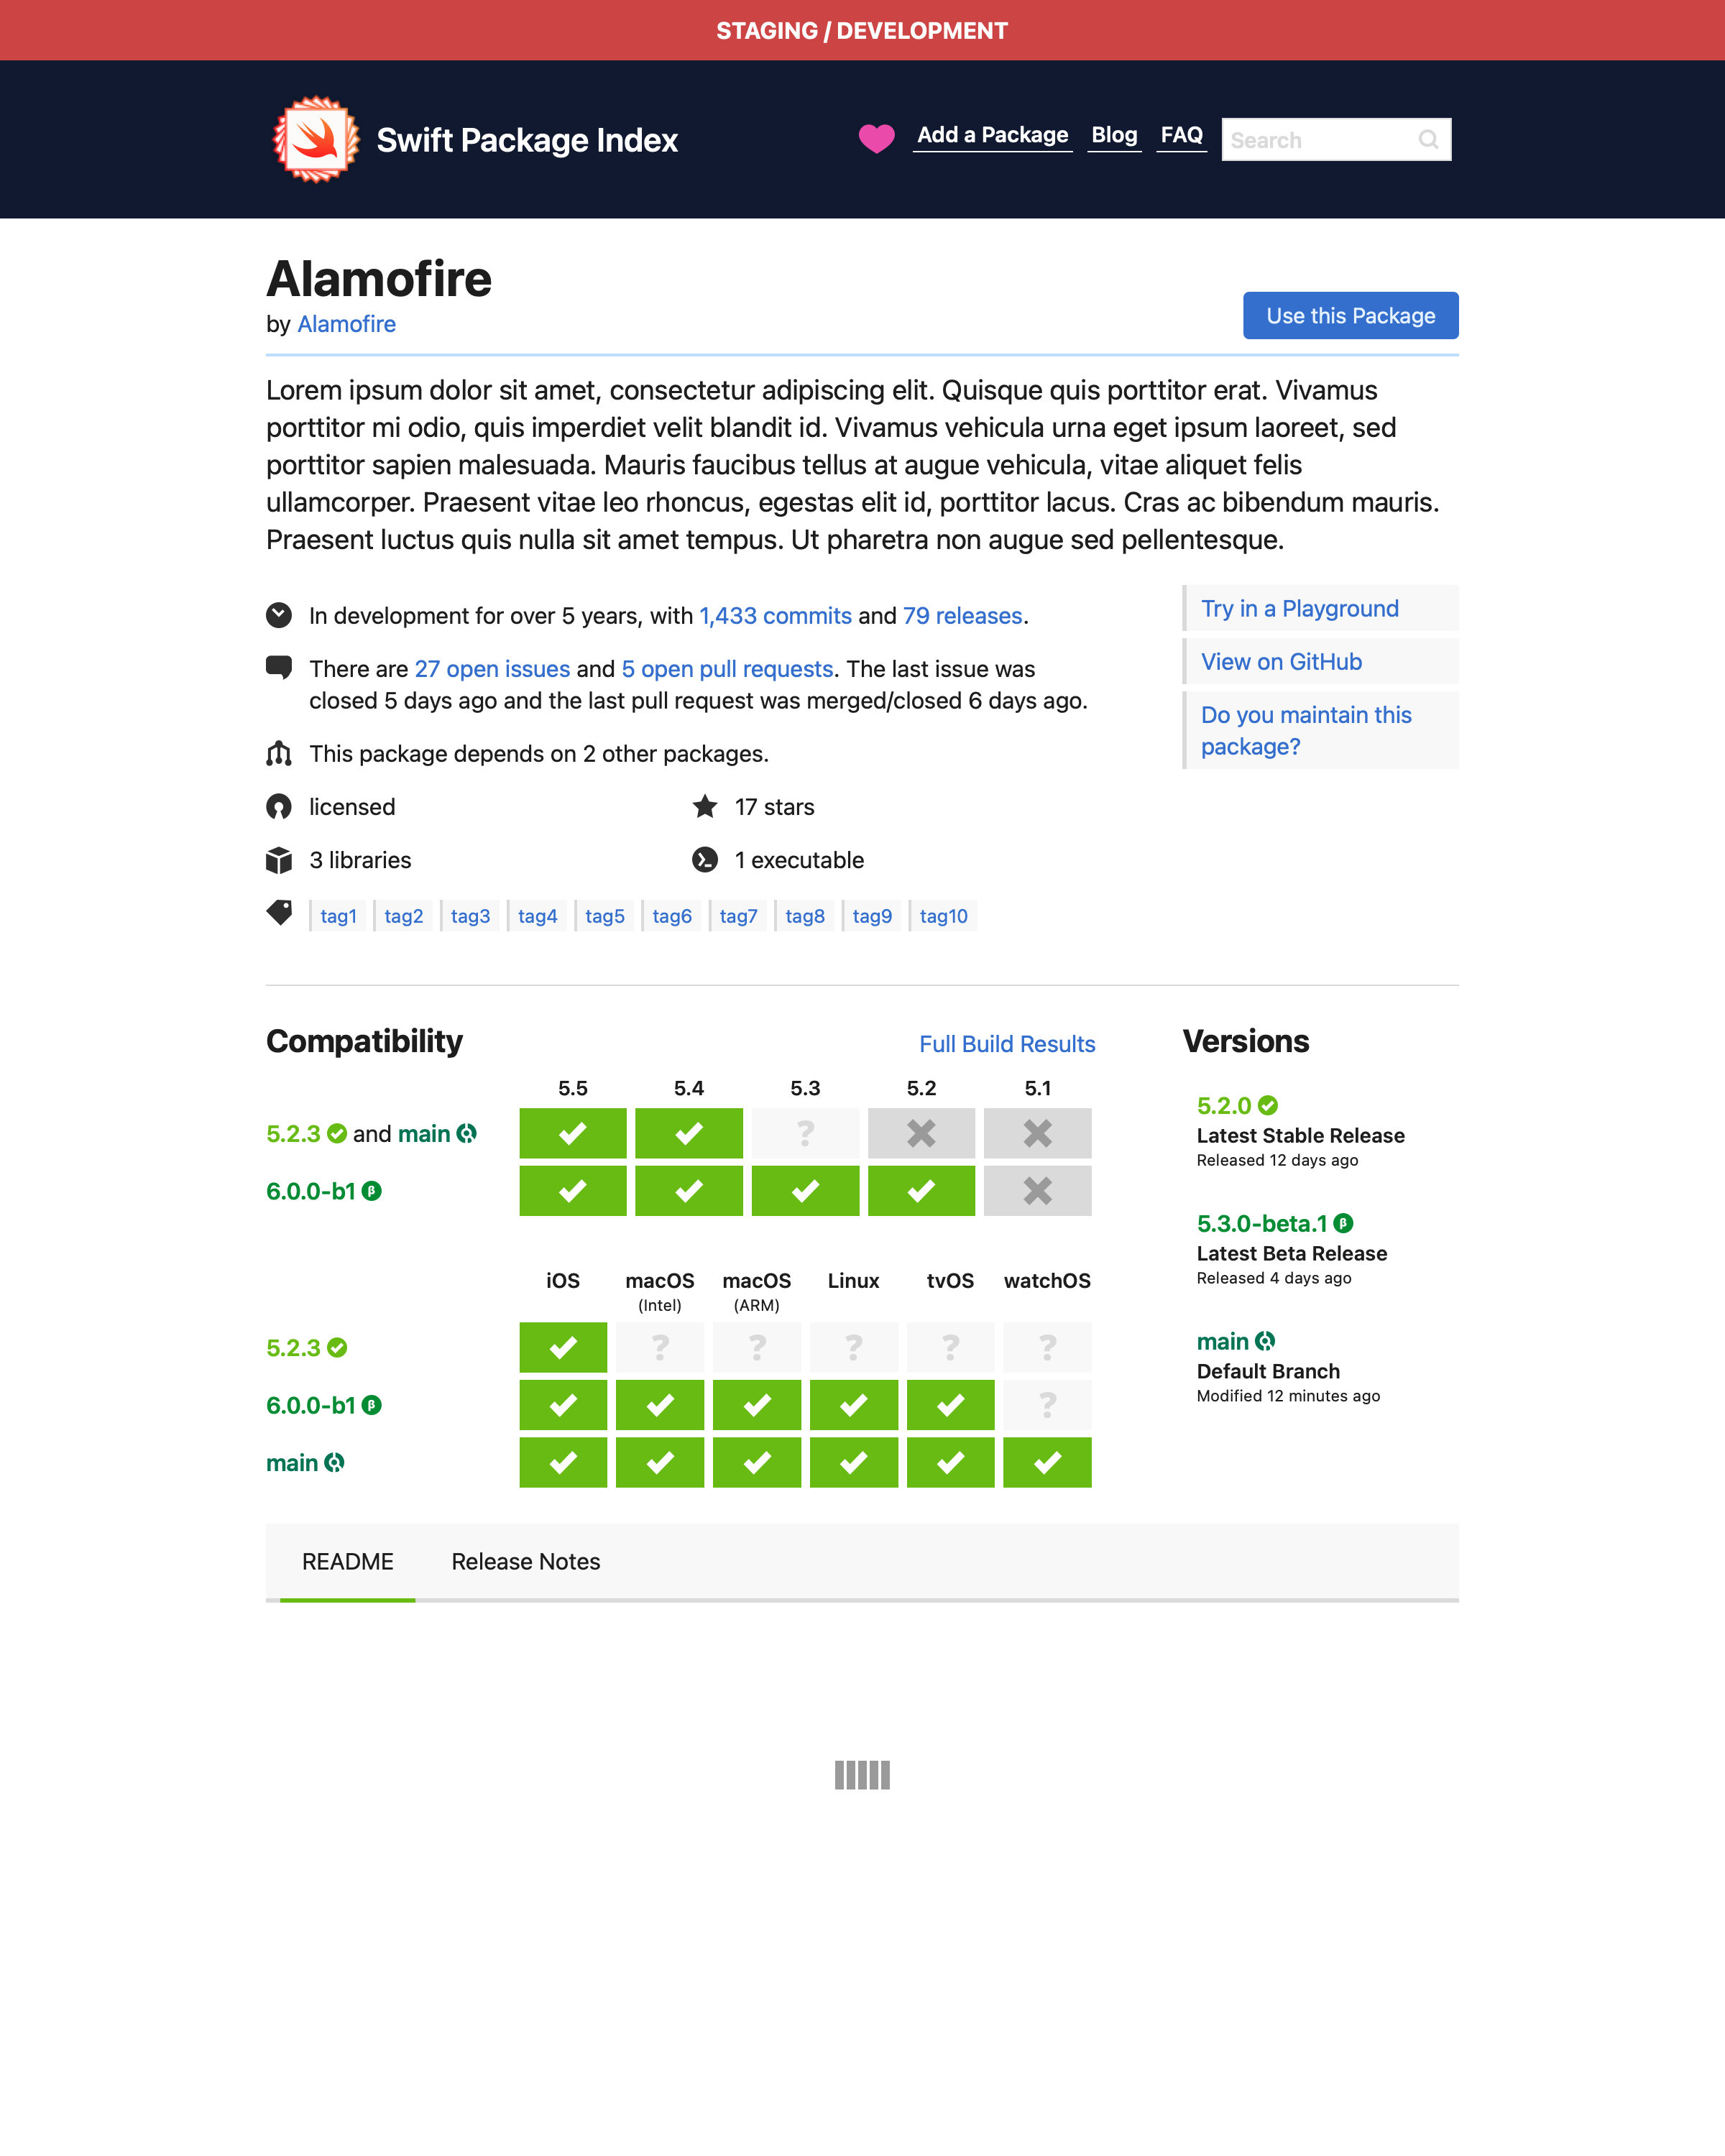 STAGING / DEVELOPMENT
Swift Package Index
Add a Package
Blog
FAQ
Search
Alamofire
by Alamofire
Use this Package
Lorem ipsum dolor sit amet, consectetur adipiscing elit. Quisque quis porttitor erat. Vivamus
porttitor mi odio, quis imperdiet velit blandit id. Vivamus vehicula urna eget ipsum laoreet, sed
porttitor sapien malesuada. Mauris faucibus tellus at augue vehicula, vitae aliquet felis
ullamcorper. Praesent vitae leo rhoncus, egestas elit id, porttitor lacus. Cras ac bibendum mauris.
Praesent luctus quis nulla sit amet tempus. Ut pharetra non augue sed pellentesque.
In development for over 5 years, with 1,433 commits and 79 releases.
There are 27 open issues and 5 open pull requests. The last issue was
closed 5 days ago and the last pull request was merged/closed 6 days ago.
This package depends on 2 other packages.
licensed
17 stars
3 libraries
1 executable
tag1 tag2 tag3 tag4 tag5 tag6 tag7 tag8 tag9 tag10
Try in a Playground
View on GitHub
Do you maintain this
package?
Compatibility
Full Build Results
5.5 5.4 5.3 5.2 5.1
5.2.3 and main ?
6.0.0-b1 β
iOS macOS macOS Linux tvOS watchOS
(Intel) (ARM)
5.2.3 ? ? ? ? ?
6.0.0-b1 β ?
main
Versions
5.2.0
Latest Stable Release
Released 12 days ago
5.3.0-beta.1 β
Latest Beta Release
Released 4 days ago
main
Default Branch
Modified 12 minutes ago
README
Release Notes